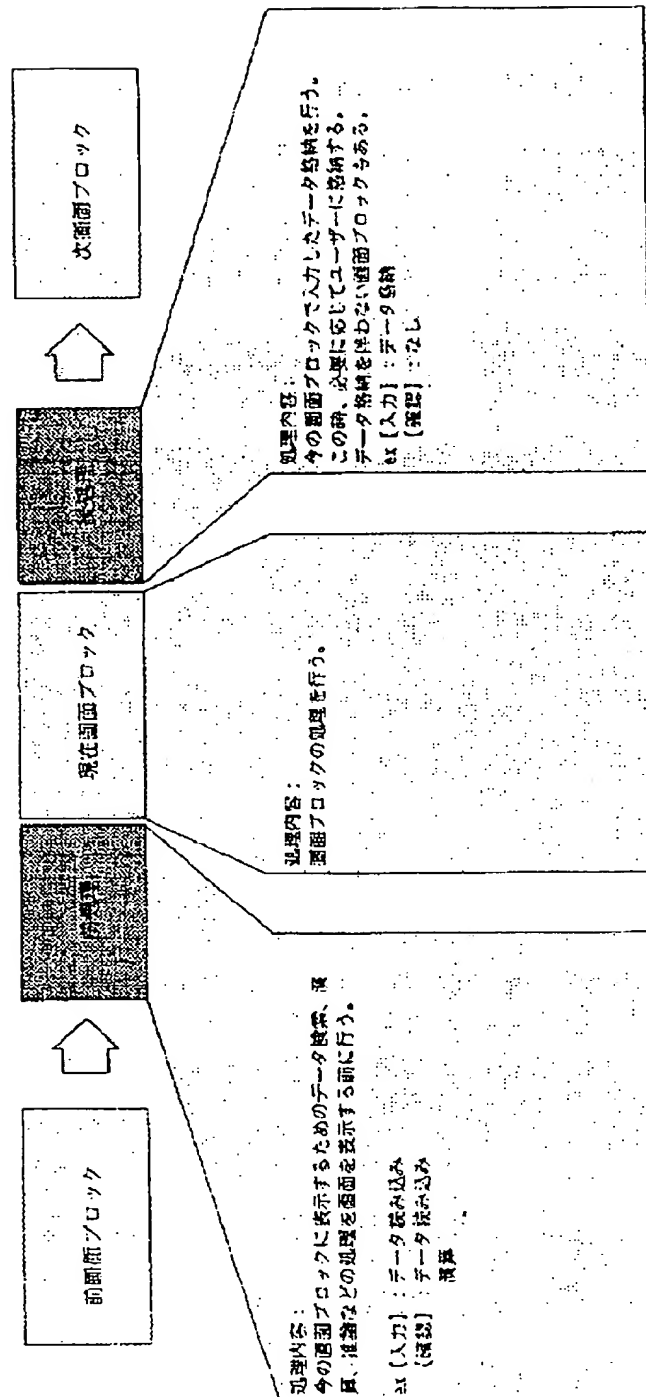 前画面ブロック
前処理
現在画面ブロック
後処理
次画面ブロック
処理内容:
今の画面ブロックに表示するためのデータ検索、演
算、推論などの処理を画面を表示する前に行う。
ex【入力】:データ読み込み
【確認】:データ読み込み
演算
処理内容:
画面ブロックの処理を行う。
処理内容:
今の画面ブロックで入力したデータ格納を行う。
この時、必要に応じてユーザーに格納する。
データ格納を伴わない画面ブロックもある。
ex【入力】:データ格納
【確認】:なし